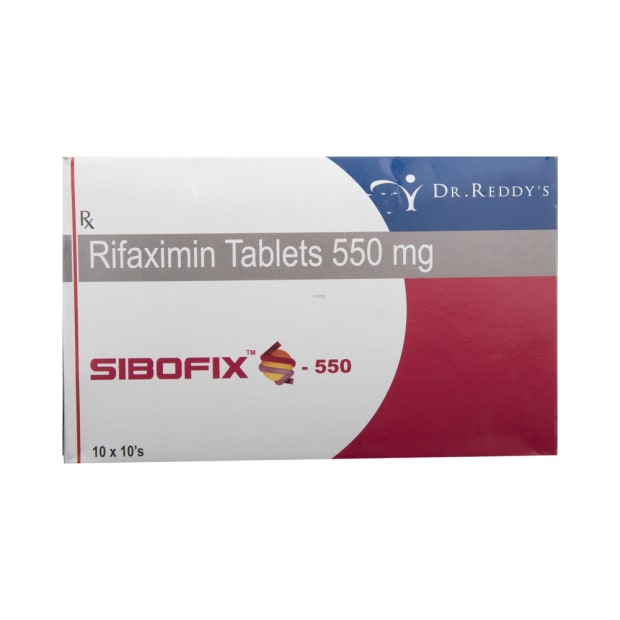 DR.REDDY'S
Rx
Rifaximin Tablets 550 mg
SIBOFIX™ - 550
10 x 10's